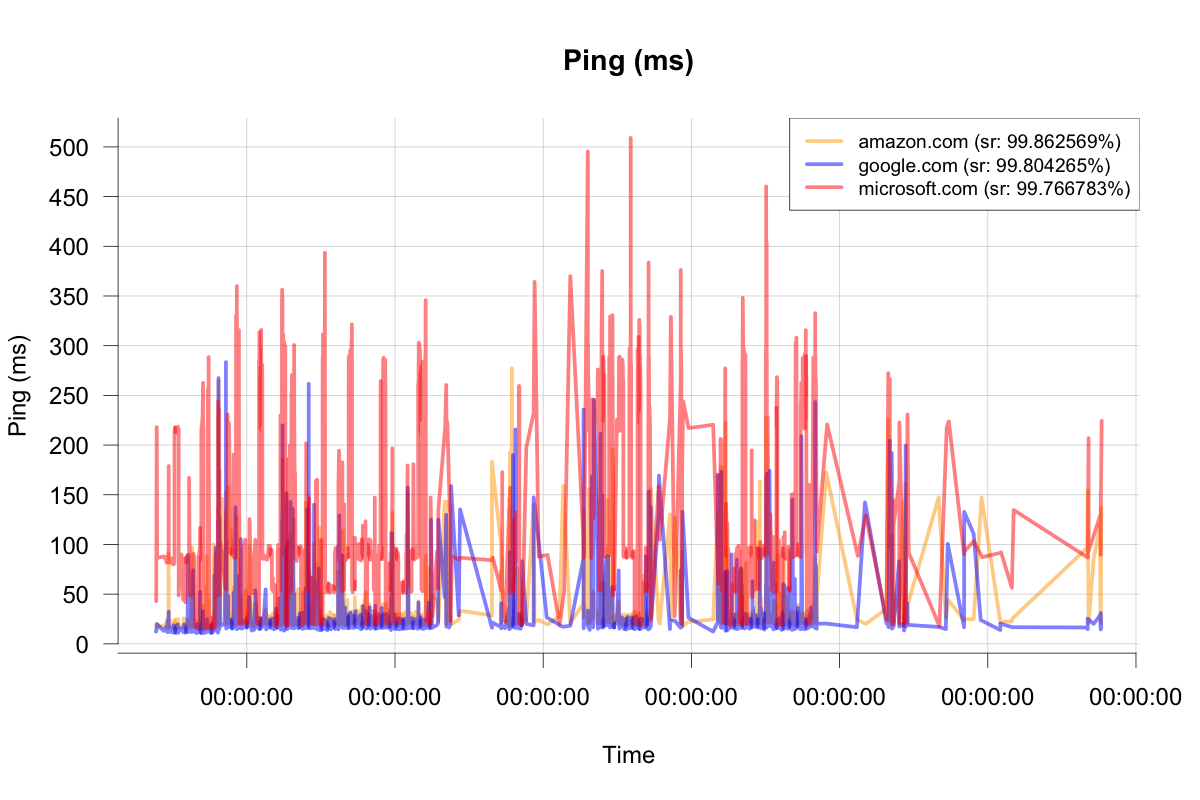 Ping (ms)
amazon.com (sr: 99.862569%)
google.com (sr: 99.804265%)
microsoft.com (sr: 99.766783%)
500
450
400
350
300
250
200
150
100
50
0
Ping (ms)
00:00:00 00:00:00 00:00:00 00:00:00 00:00:00 00:00:00 00:00:00
Time